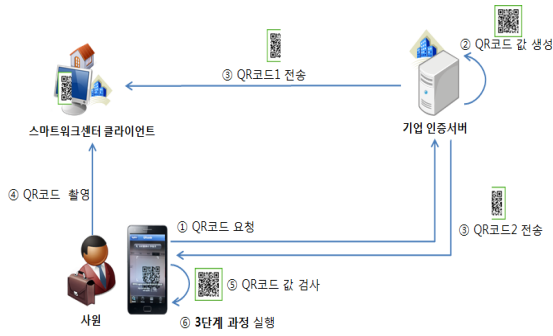 ② QR코드 값 생성
③ QR코드1 전송
스마트워크센터 클라이언트
기업 인증서버
④ QR코드 촬영
① QR코드 요청
③ QR코드2 전송
⑤ QR코드 값 검사
사원
⑥ 3단계 과정 실행